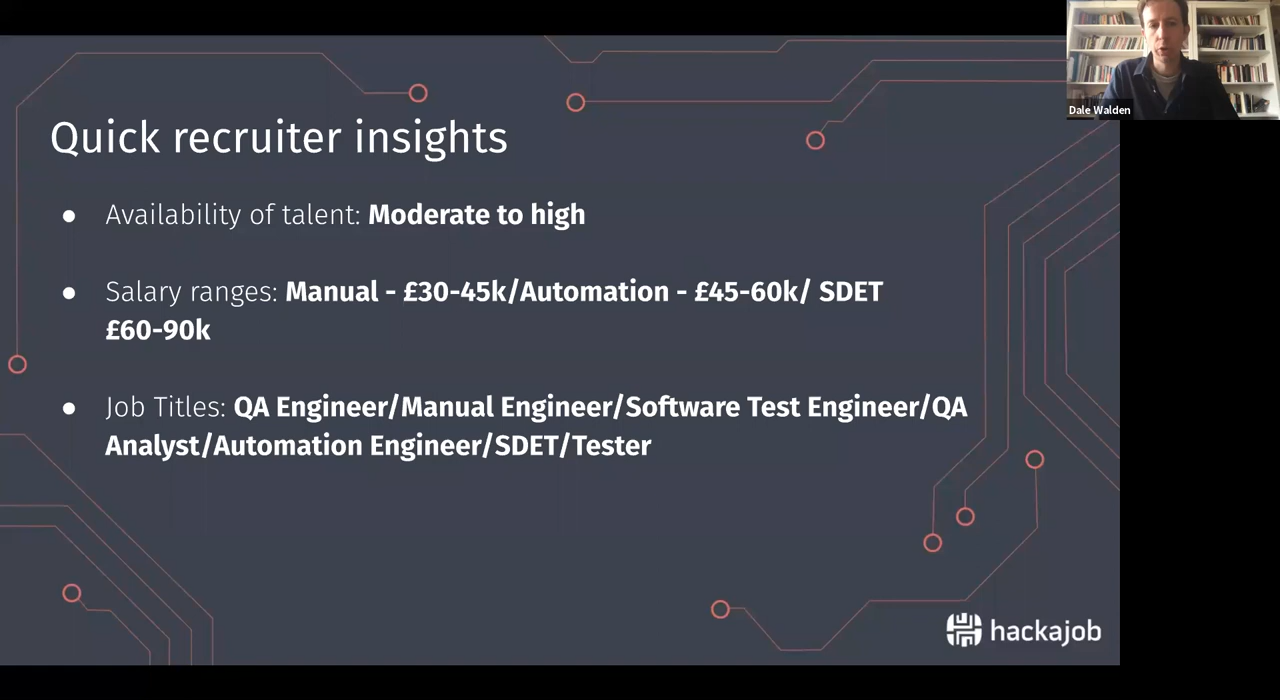 Dale Walden
Quick recruiter insights
● Availability of talent: Moderate to high
● Salary ranges: Manual - £30-45k/Automation - £45-60k/ SDET
£60-90k
● Job Titles: QA Engineer/Manual Engineer/Software Test Engineer/QA
Analyst/Automation Engineer/SDET/Tester
hackajob